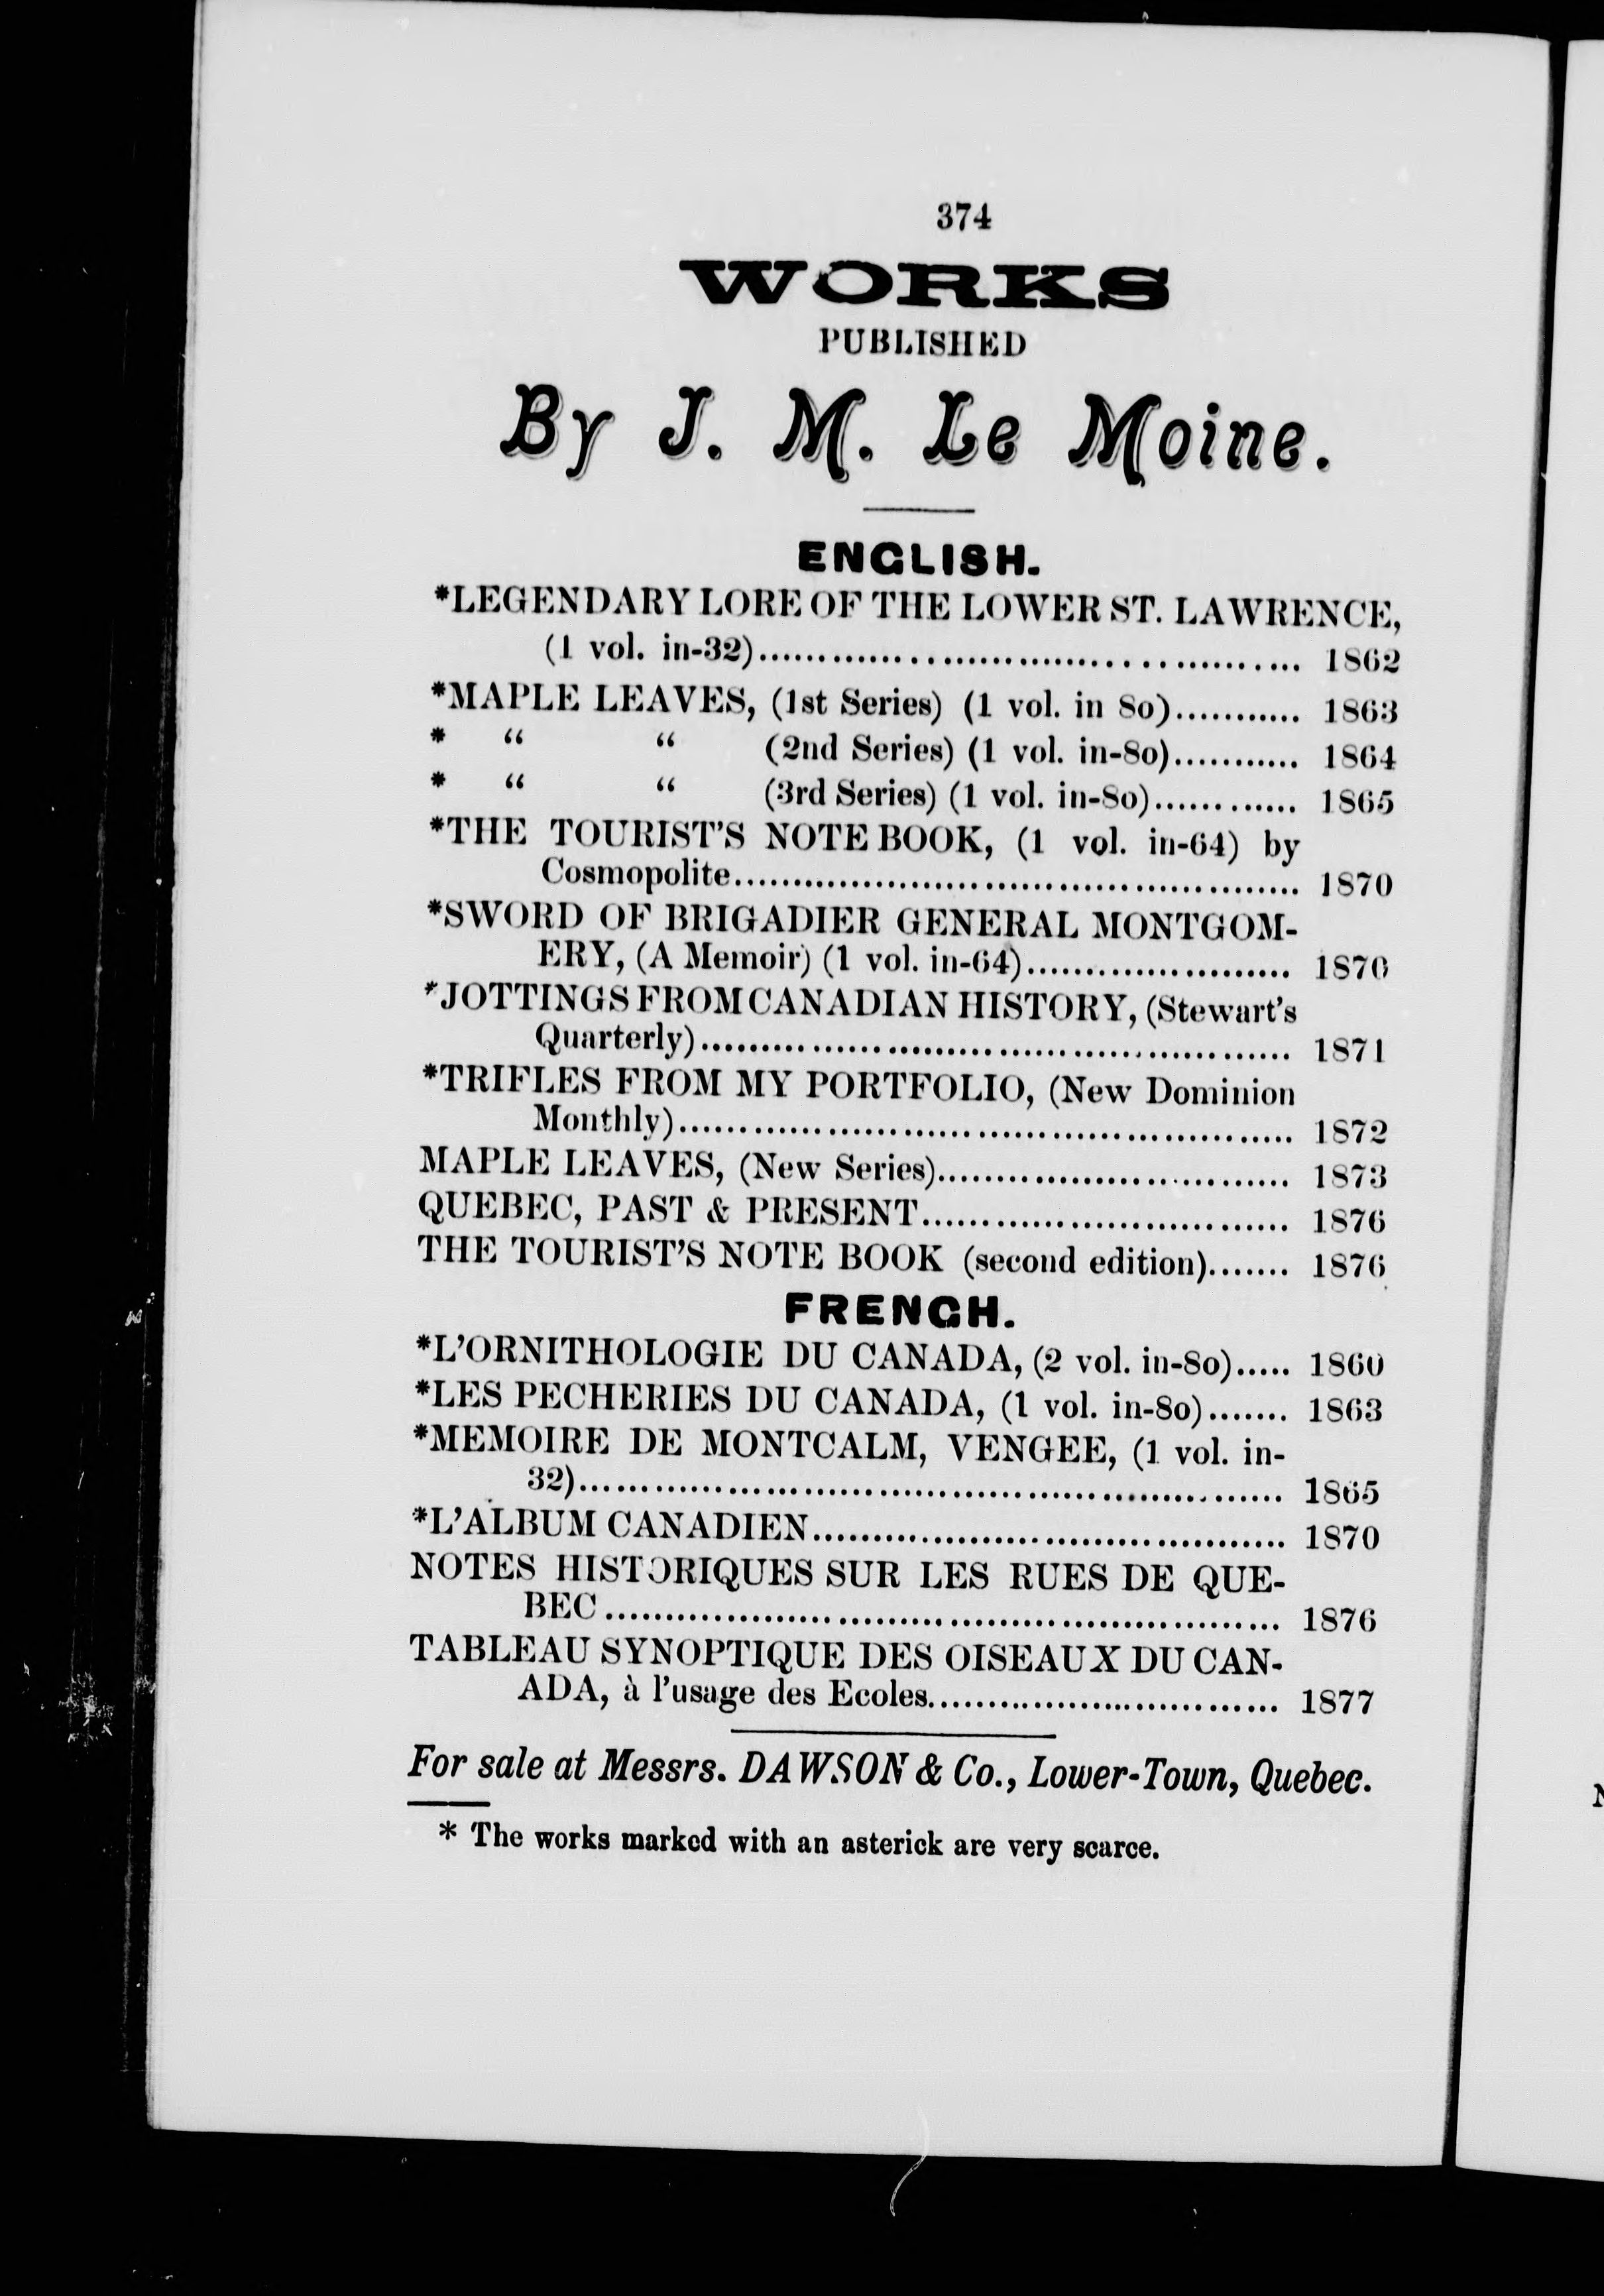 374
WORKS
PUBLISHED
By J. M. Le Moine.
ENGLISH.
*LEGENDARY LORE OF THE LOWER ST. LAWRENCE,
(1 vol. in-32)........................................ 1862
*MAPLE LEAVES, (1st Series) (1 vol. in 8o)........... 1863
* “ “ (2nd Series) (1 vol. in-8o)........... 1864
* “ “ (3rd Series) (1 vol. in-8o)............ 1865
*THE TOURIST'S NOTE BOOK, (1 vol. in-64) by
Cosmopolite................................................ 1870
*SWORD OF BRIGADIER GENERAL MONTGOM-
ERY, (A Memoir) (1 vol. in-64)...................... 1870
*JOTTINGS FROM CANADIAN HISTORY, (Stewart's
Quarterly)................................................. 1871
*TRIFLES FROM MY PORTFOLIO, (New Dominion
Monthly)................................................... 1872
MAPLE LEAVES, (New Series)............................. 1873
QUEBEC, PAST & PRESENT............................... 1876
THE TOURIST'S NOTE BOOK (second edition)....... 1876
FRENCH.
*L'ORNITHOLOGIE DU CANADA, (2 vol. in-8o)..... 1860
*LES PECHERIES DU CANADA, (1 vol. in-8o)....... 1863
*MEMOIRE DE MONTCALM, VENGEE, (1 vol. in-
32)........................................................... 1865
*L'ALBUM CANADIEN....................................... 1870
NOTES HISTORIQUES SUR LES RUES DE QUE-
BEC......................................................... 1876
TABLEAU SYNOPTIQUE DES OISEAUX DU CAN-
ADA, à l'usage des Ecoles............................. 1877
For sale at Messrs. DAWSON & Co., Lower-Town, Quebec.
* The works marked with an asterick are very scarce.